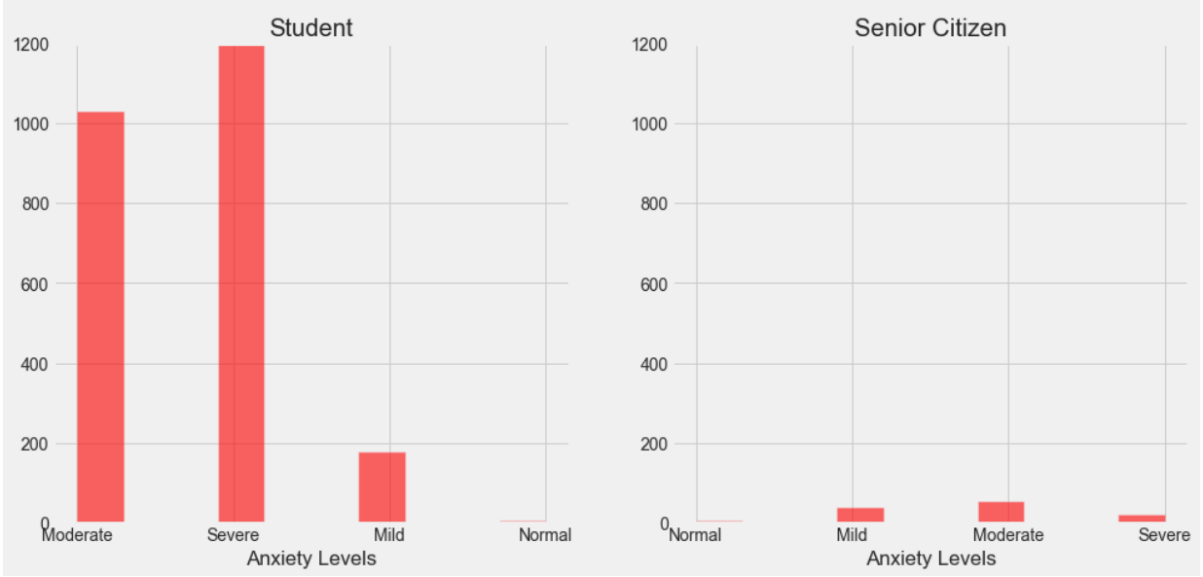 Student
1200
1000
800
600
400
200
0
Moderate Severe Mild Normal
Anxiety Levels
Senior Citizen
1200
1000
800
600
400
200
0
Normal Mild Moderate Severe
Anxiety Levels